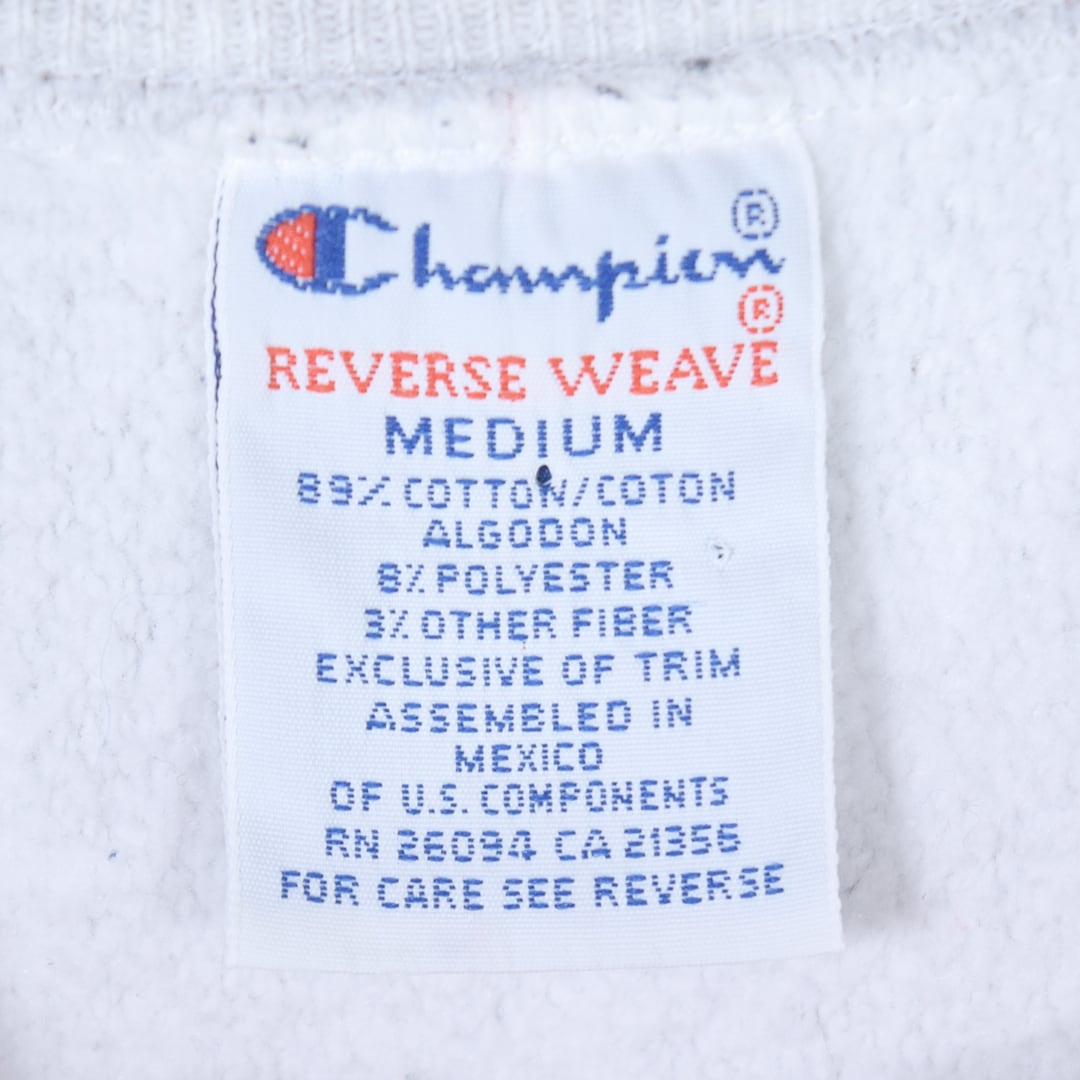 Champion®
REVERSE WEAVE®
MEDIUM
89% COTTON/COTON
ALGODON
8% POLYESTER
3% OTHER FIBER
EXCLUSIVE OF TRIM
ASSEMBLED IN
MEXICO
OF U.S. COMPONENTS
RN 26094 CA 21356
FOR CARE SEE REVERSE